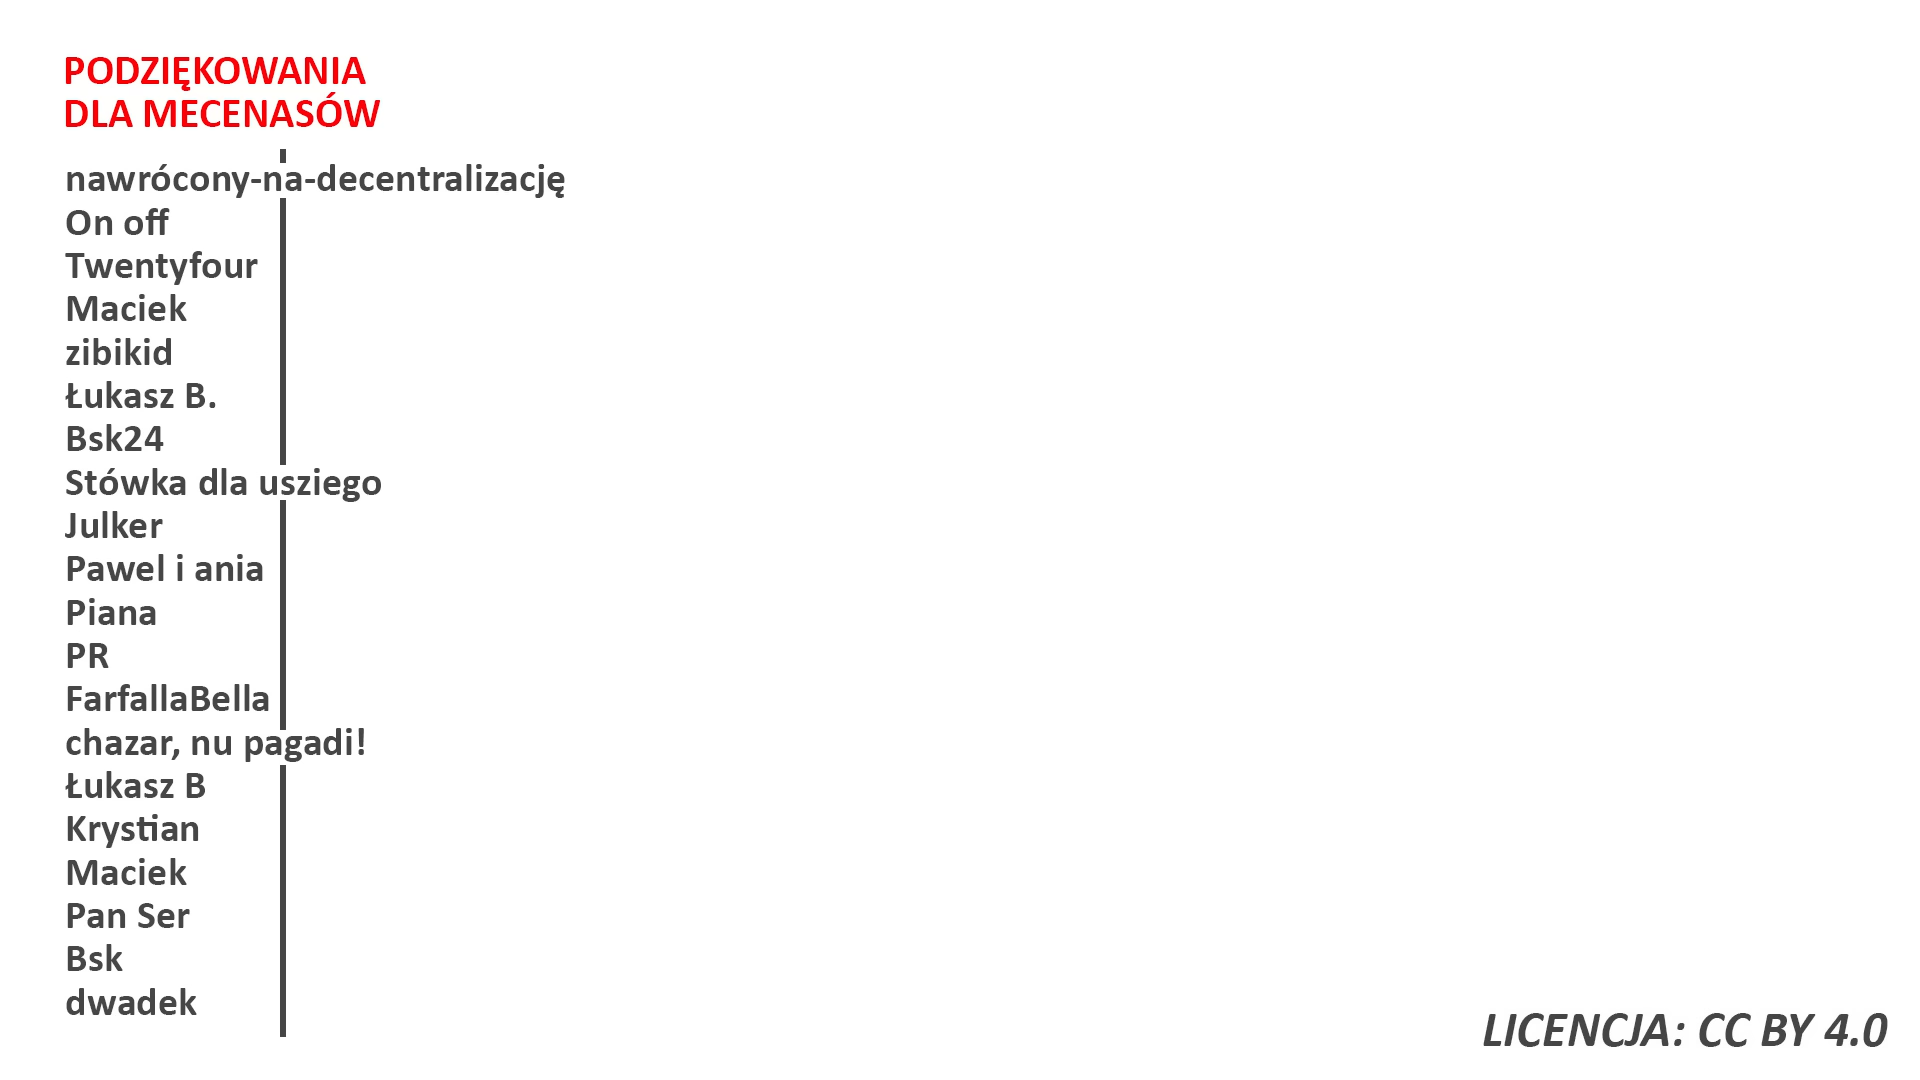 PODZIĘKOWANIA
DLA MECENASÓW
nawrócony-na-decentralizację
On off
Twentyfour
Maciek
zibikid
Łukasz B.
Bsk24
Stówka dla usziego
Julker
Pawel i ania
Piana
PR
FarfallaBella
chazar, nu pagadi!
Łukasz B
Krystian
Maciek
Pan Ser
Bsk
dwadek
LICENCJA: CC BY 4.0